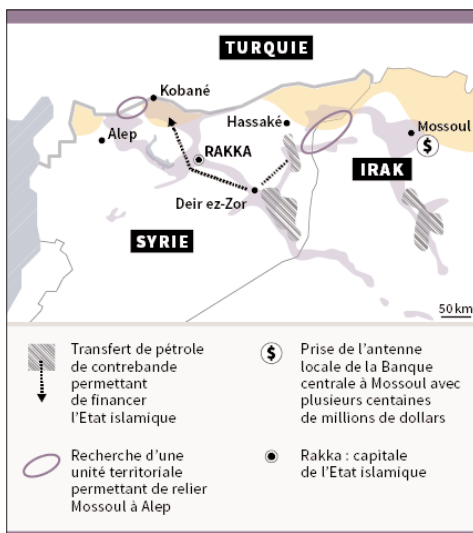 TURQUIE
Kobané
Alep
Hassaké
Mossoul
$
RAKKA
IRAK
Deir ez-Zor
SYRIE
50 km
Transfert de pétrole
de contrebande
permettant
de financer
l'Etat islamique
$
Prise de l'antenne
locale de la Banque
centrale à Mossoul avec
plusieurs centaines
de millions de dollars
Recherche d'une
unité territoriale
permettant de relier
Mossoul à Alep
Rakka : capitale
de l'Etat islamique